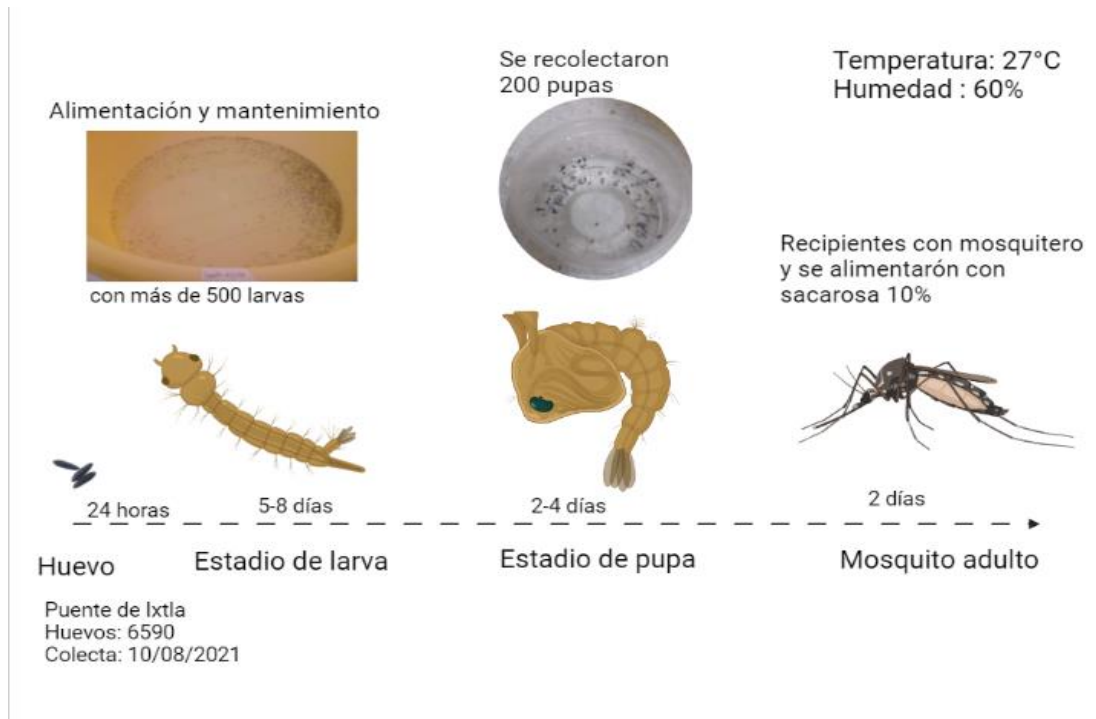 Se recolectaron
200 pupas
Temperatura: 27°C
Humedad : 60%
Alimentación y mantenimiento
con más de 500 larvas
Recipientes con mosquitero
y se alimentarón con
sacarosa 10%
24 horas
5-8 días
2-4 días
2 días
Huevo
Estadio de larva
Estadio de pupa
Mosquito adulto
Puente de Ixtla
Huevos: 6590
Colecta: 10/08/2021